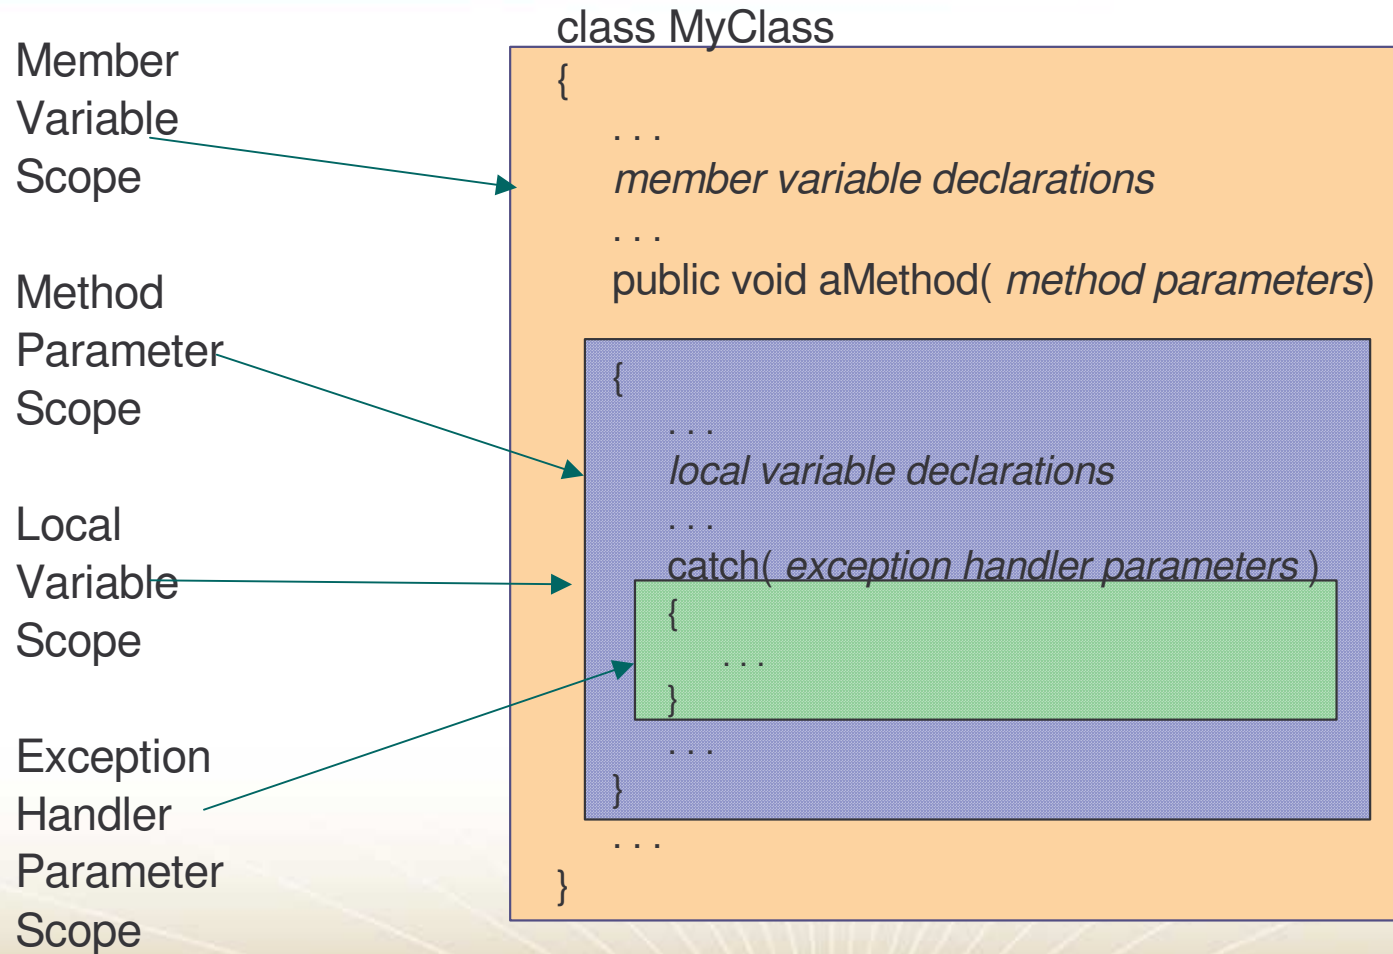 Member
Variable
Scope
Method
Parameter
Scope
Local
Variable
Scope
Exception
Handler
Parameter
Scope
class MyClass
{
. . .
member variable declarations
. . .
public void aMethod( method parameters)
{
. . .
local variable declarations
. . .
catch( exception handler parameters )
{
. . .
}
. . .
}
. . .
}